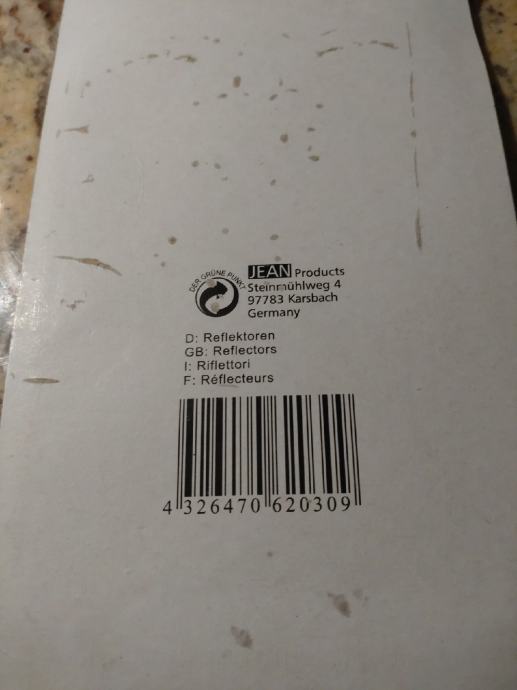 DER GRÜNE PUNKT
JEAN Products
Steinmühlweg 4
97783 Karsbach
Germany
D: Reflektoren
GB: Reflectors
I: Riflettori
F: Réflecteurs
4 326470 620309